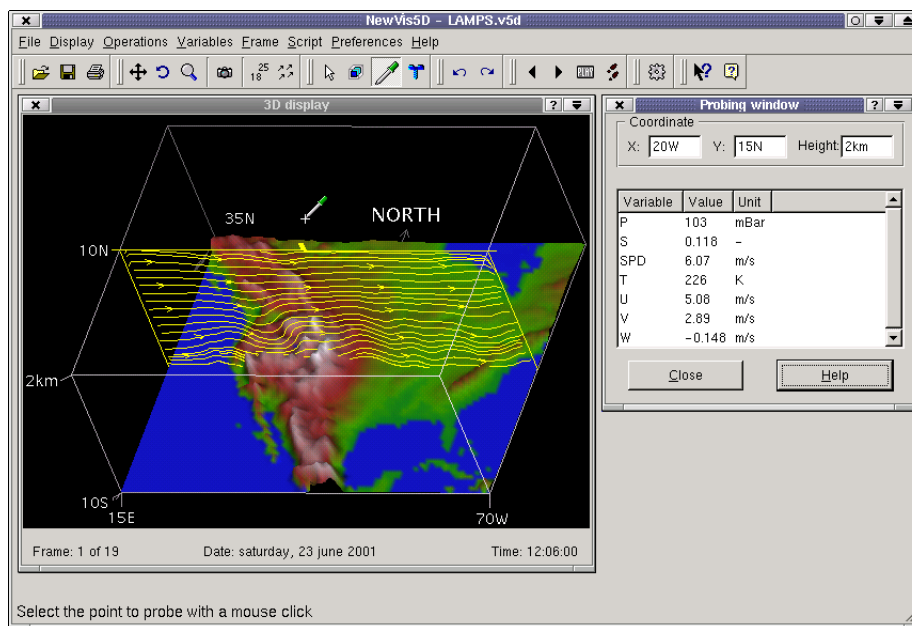 NewVis5D - LAMPS.v5d
File Display Operations Variables Frame Script Preferences Help
25
18
3D display
Probing window
Coordinate
X: 20W Y: 15N Height: 2km
Variable Value Unit
P 103 mBar
S 0.118 -
SPD 6.07 m/s
T 226 K
U 5.08 m/s
V 2.89 m/s
W -0.148 m/s
Close Help
35N NORTH
10N
2km
10S
15E 70W
Frame: 1 of 19 Date: saturday, 23 june 2001 Time: 12:06:00
Select the point to probe with a mouse click